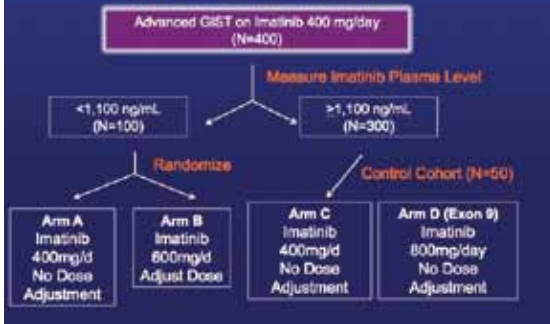 Advanced GIST on Imatinib 400 mg/day
(N=400)
Measure Imatinib Plasma Level
<1,100 ng/mL
(N=100)
≥1,100 ng/mL
(N=300)
Randomize
Control Cohort (N=50)
Arm A
Imatinib
400mg/d
No Dose
Adjustment
Arm B
Imatinib
600mg/d
Adjust Dose
Arm C
Imatinib
400mg/d
No Dose
Adjustment
Arm D (Exon 9)
Imatinib
800mg/day
No Dose
Adjustment